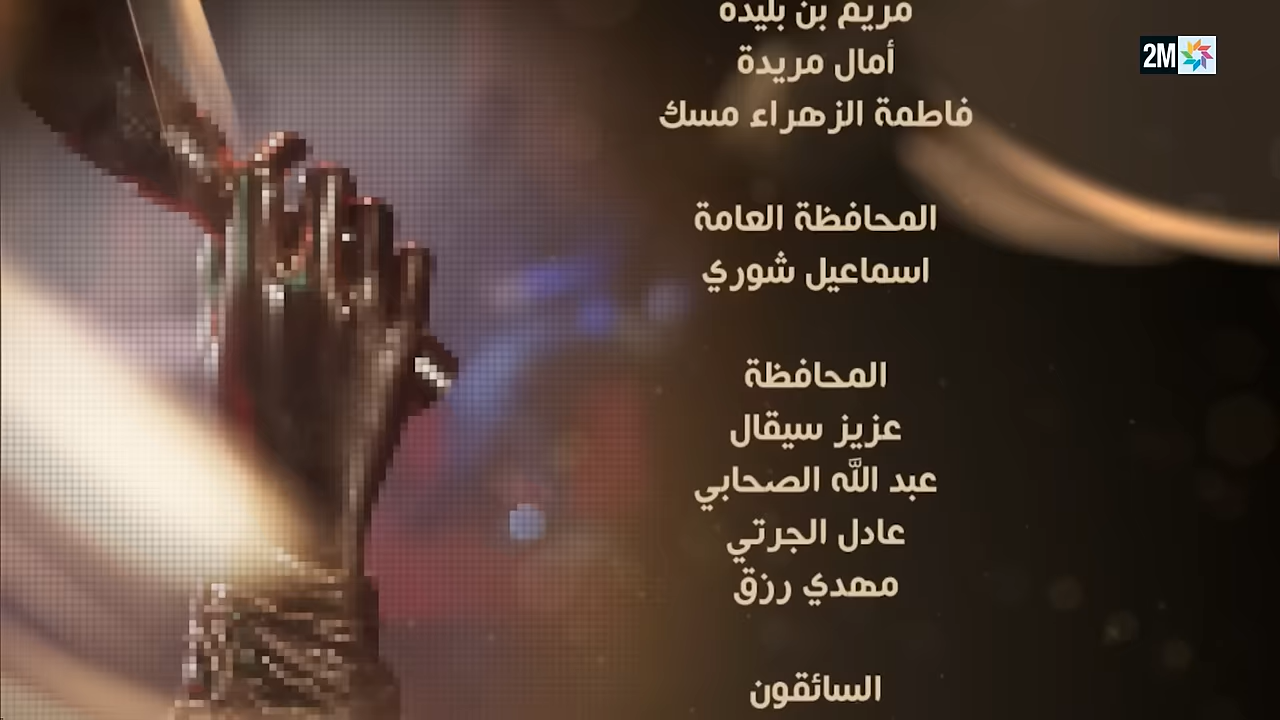 مريم بن بليده
أمال مريدة
فاطمة الزهراء مسك
2M
المحافظة العامة
اسماعيل شوري
المحافظة
عزيز سيقال
عبد الله الصحابي
عادل الجرتي
مهدي رزق
السائقون